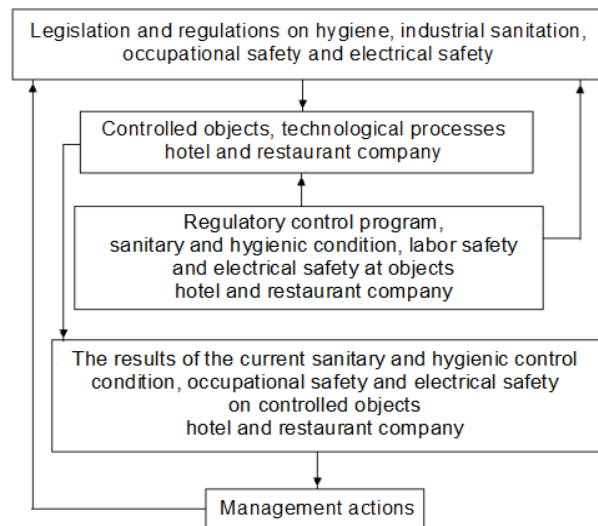 Legislation and regulations on hygiene, industrial sanitation,
occupational safety and electrical safety
Controlled objects, technological processes
hotel and restaurant company
Regulatory control program,
sanitary and hygienic condition, labor safety
and electrical safety at objects
hotel and restaurant company
The results of the current sanitary and hygienic control
condition, occupational safety and electrical safety
on controlled objects
hotel and restaurant company
Management actions